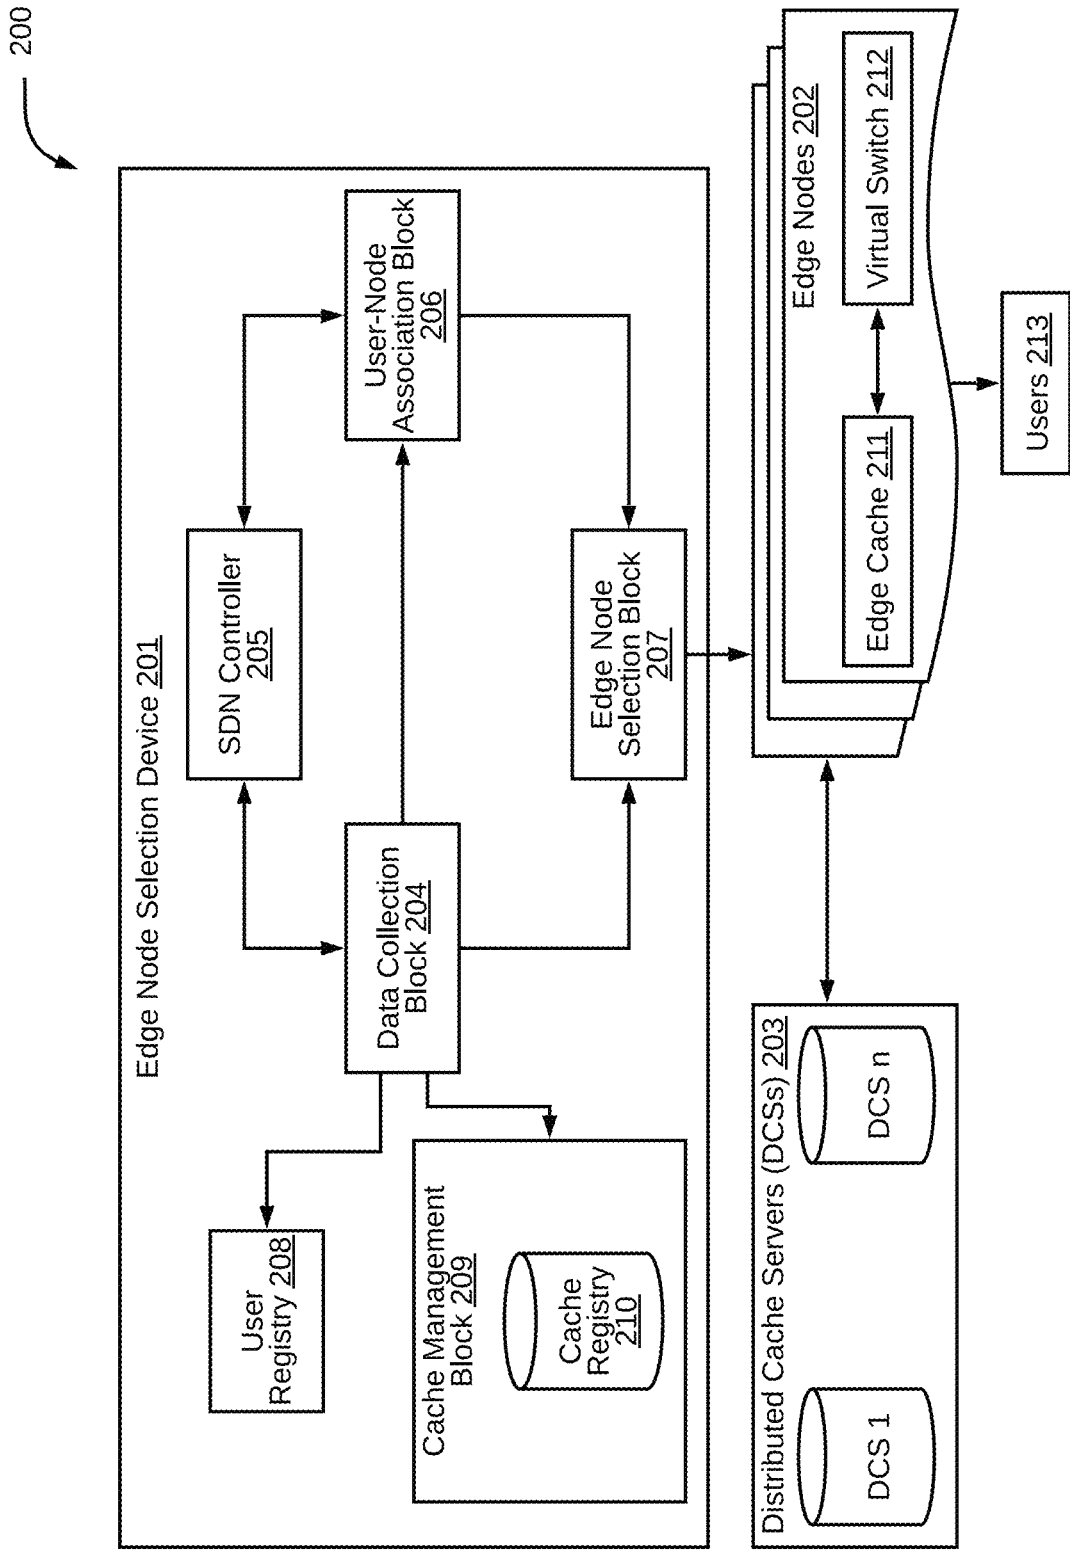 200
Edge Node Selection Device 201
User
Registry 208
Cache Management
Block 209
Cache
Registry
210
Data Collection
Block 204
SDN Controller
205
User-Node
Association Block
206
Edge Node
Selection Block
207
Distributed Cache Servers (DCSs) 203
DCS 1
DCS n
Edge Nodes 202
Edge Cache 211
Virtual Switch 212
Users 213